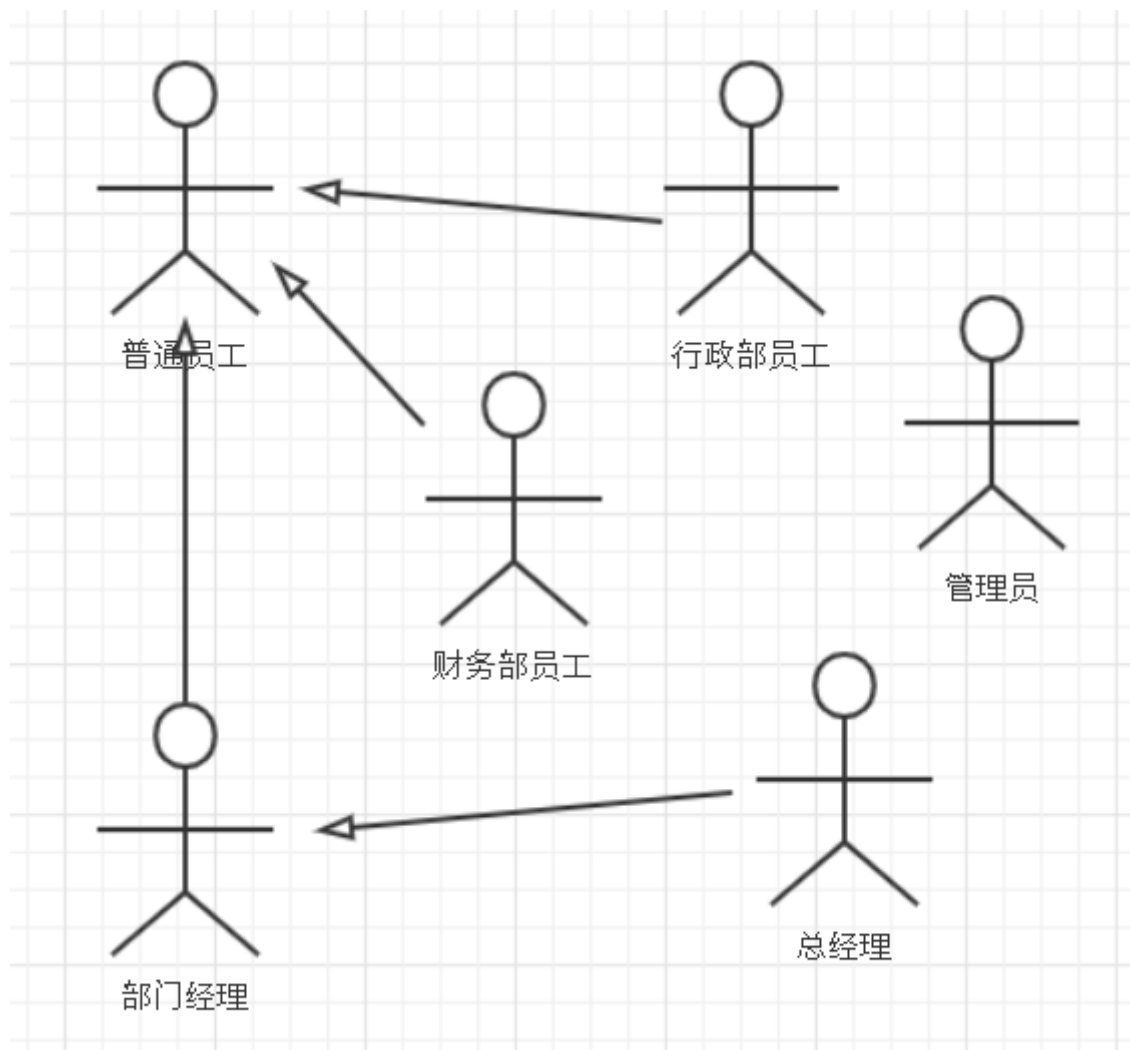 普通员工
行政部员工
管理员
财务部员工
总经理
部门经理